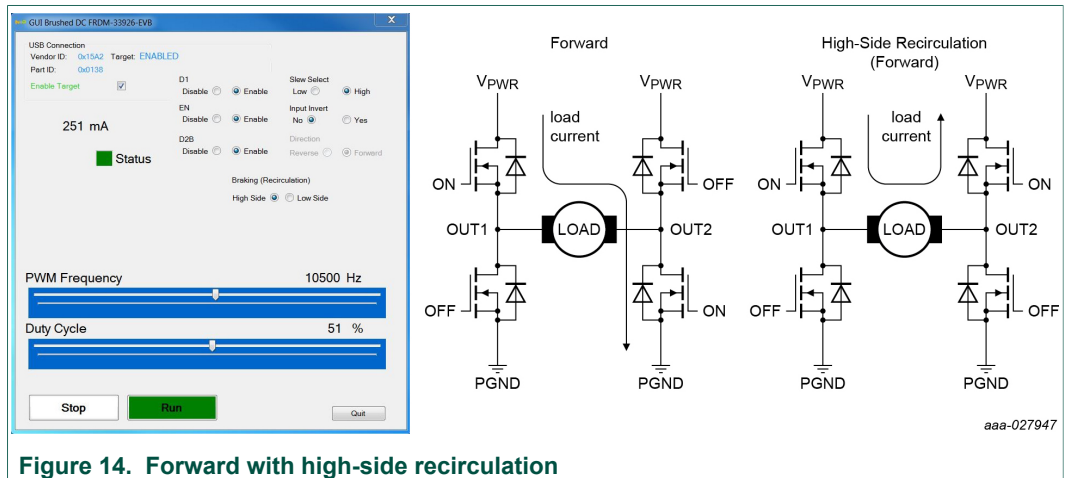 GUI Brushed DC FRDM-33926-EVB
X
USB Connection
Vendor ID: 0x15A2 Target: ENABLED
Part ID: 0x0138
Enable Target
251 mA
Status
D1
Disable Enable
EN
Disable Enable
D2B
Disable Enable
Slew Select
Low High
Input Invert
No Yes
Direction
Reverse Forward
Braking (Recirculation)
High Side Low Side
PWM Frequency 10500 Hz
Duty Cycle 51 %
Stop Run Quit
Forward
VPWR VPWR
load
current
ON OFF
OUT1 LOAD OUT2
OFF ON
PGND PGND
High-Side Recirculation
(Forward)
VPWR VPWR
load
current
ON ON
OUT1 LOAD OUT2
OFF OFF
PGND PGND
aaa-027947
Figure 14. Forward with high-side recirculation